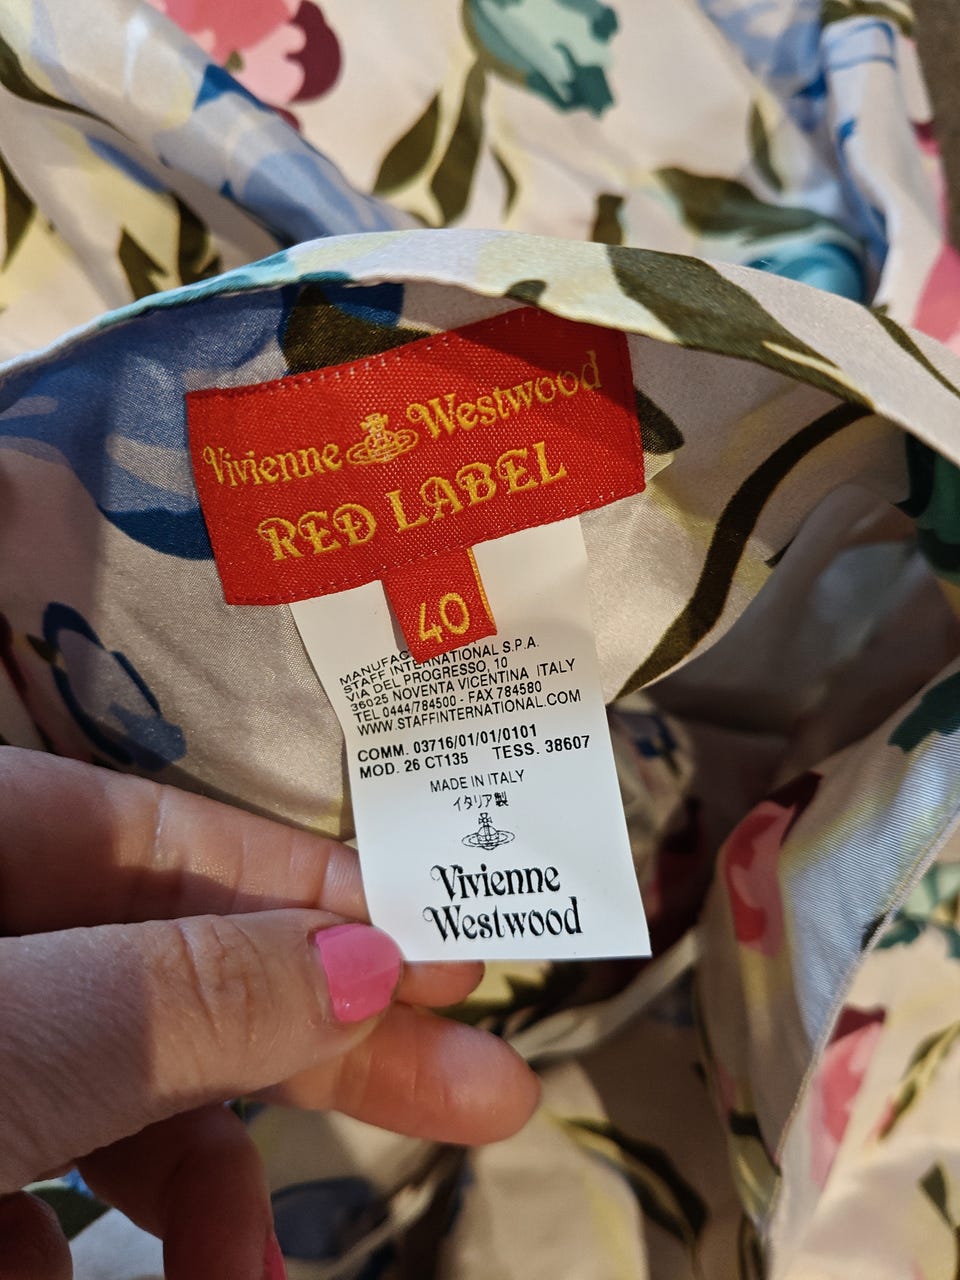 Vivienne Westwood
RED LABEL
40
STAFF INTERNATIONAL S.P.A.
VIA DEL PROGRESSO, 10
36025 NOVENTA VICENTINA ITALY
TEL 0444/784500 - FAX 784580
WWW.STAFFINTERNATIONAL.COM
COMM. 03716/01/01/0101
MOD. 26 CT135 TESS. 38607
MADE IN ITALY
イタリア製
Vivienne
Westwood